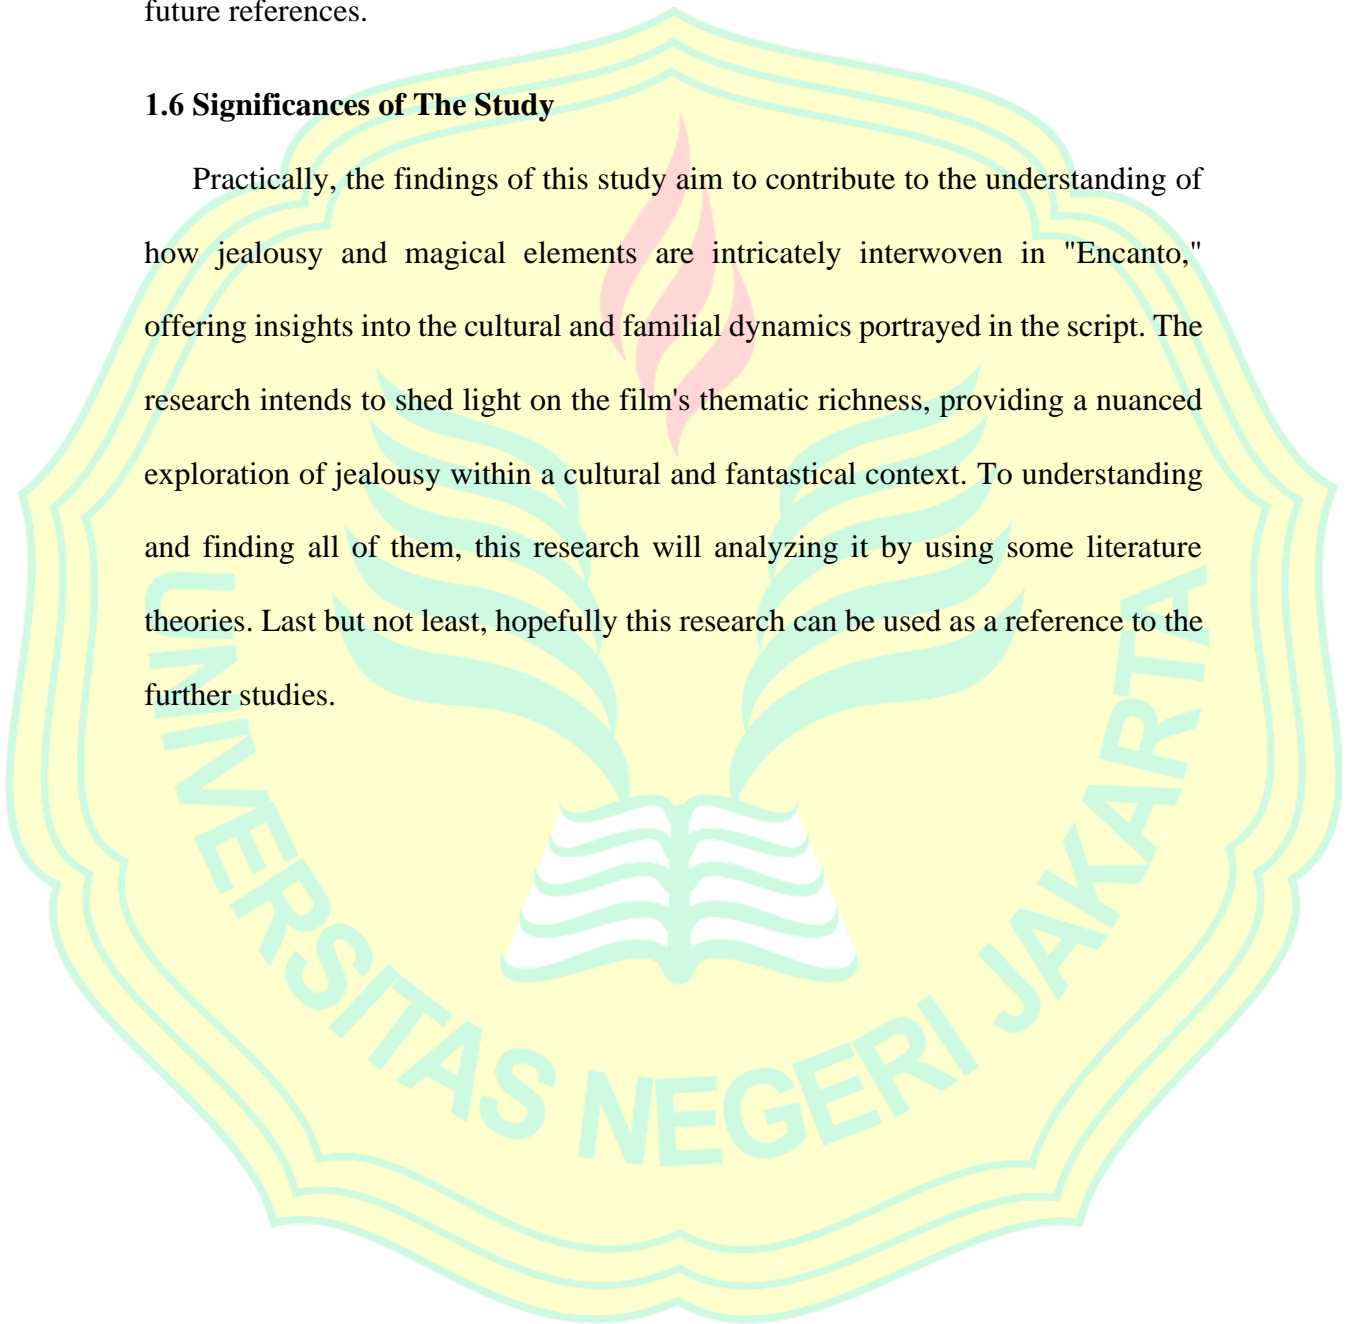 future references.
1.6 Significances of The Study
Practically, the findings of this study aim to contribute to the understanding of
how jealousy and magical elements are intricately interwoven in "Encanto,"
offering insights into the cultural and familial dynamics portrayed in the script. The
research intends to shed light on the film's thematic richness, providing a nuanced
exploration of jealousy within a cultural and fantastical context. To understanding
and finding all of them, this research will analyzing it by using some literature
theories. Last but not least, hopefully this research can be used as a reference to the
further studies.
UNIVERSITAS NEGERI JAKARTA